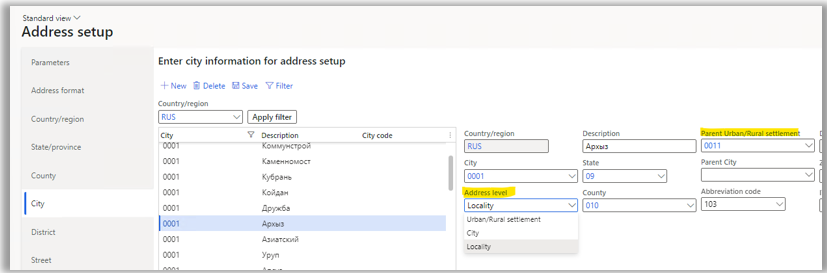 Standard view
Address setup
Parameters
Address format
Country/region
State/province
County
City
District
Street
Enter city information for address setup
New Delete Save Filter
Country/region
RUS Apply filter
City Description City code
0001 Коммунстрой
0001 Каменномост
0001 Кубрань
0001 Койдан
0001 Дружба
0001 Архыз
0001 Азиатский
0001 Уруп
Country/region Description Parent Urban/Rural settlement
RUS Архыз 0011
City State Parent City
0001 09
Address level County Abbreviation code
Locality 010 103
Urban/Rural settlement
City
Locality